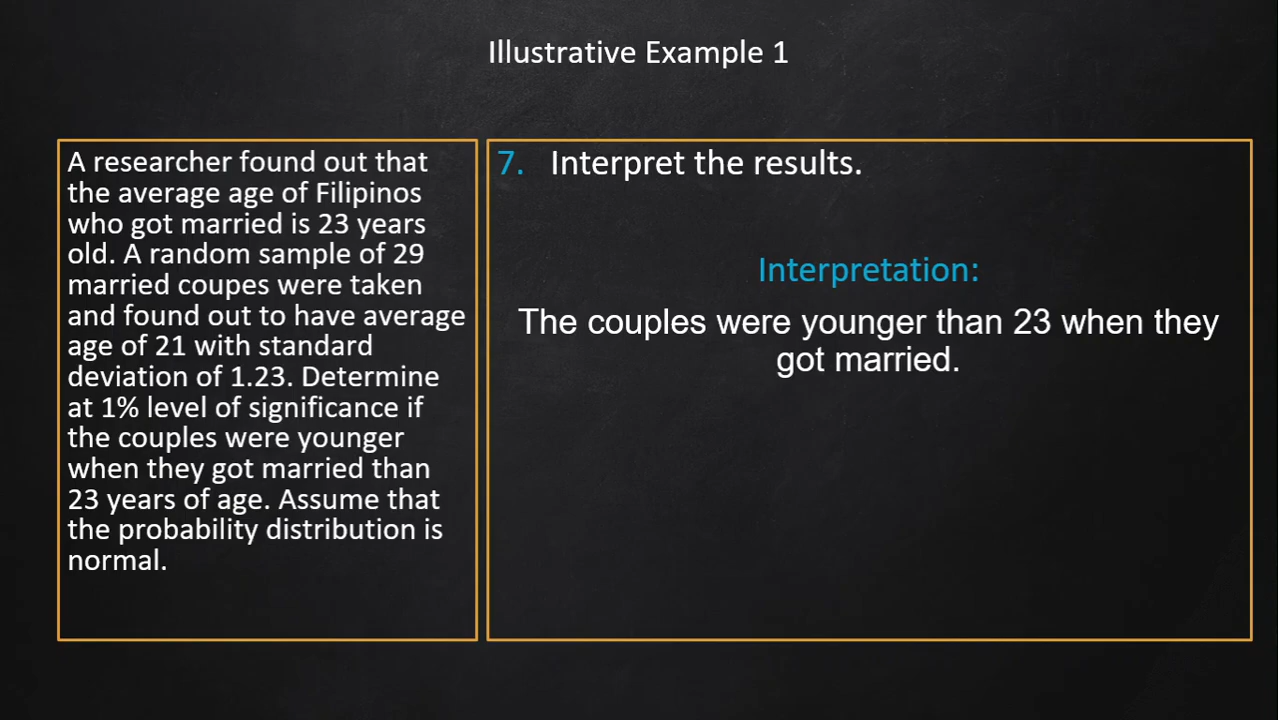 Illustrative Example 1
A researcher found out that
the average age of Filipinos
who got married is 23 years
old. A random sample of 29
married coupes were taken
and found out to have average
age of 21 with standard
deviation of 1.23. Determine
at 1% level of significance if
the couples were younger
when they got married than
23 years of age. Assume that
the probability distribution is
normal.
7. Interpret the results.
Interpretation:
The couples were younger than 23 when they
got married.